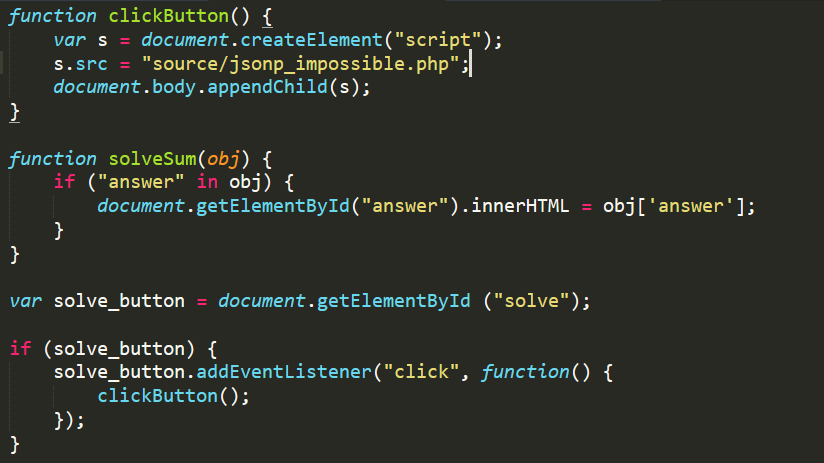 function clickButton() {
    var s = document.createElement("script");
    s.src = "source/jsonp_impossible.php";
    document.body.appendChild(s);
}

function solveSum(obj) {
    if ("answer" in obj) {
        document.getElementById("answer").innerHTML = obj['answer'];
    }
}

var solve_button = document.getElementById ("solve");

if (solve_button) {
    solve_button.addEventListener("click", function() {
        clickButton();
    });
}